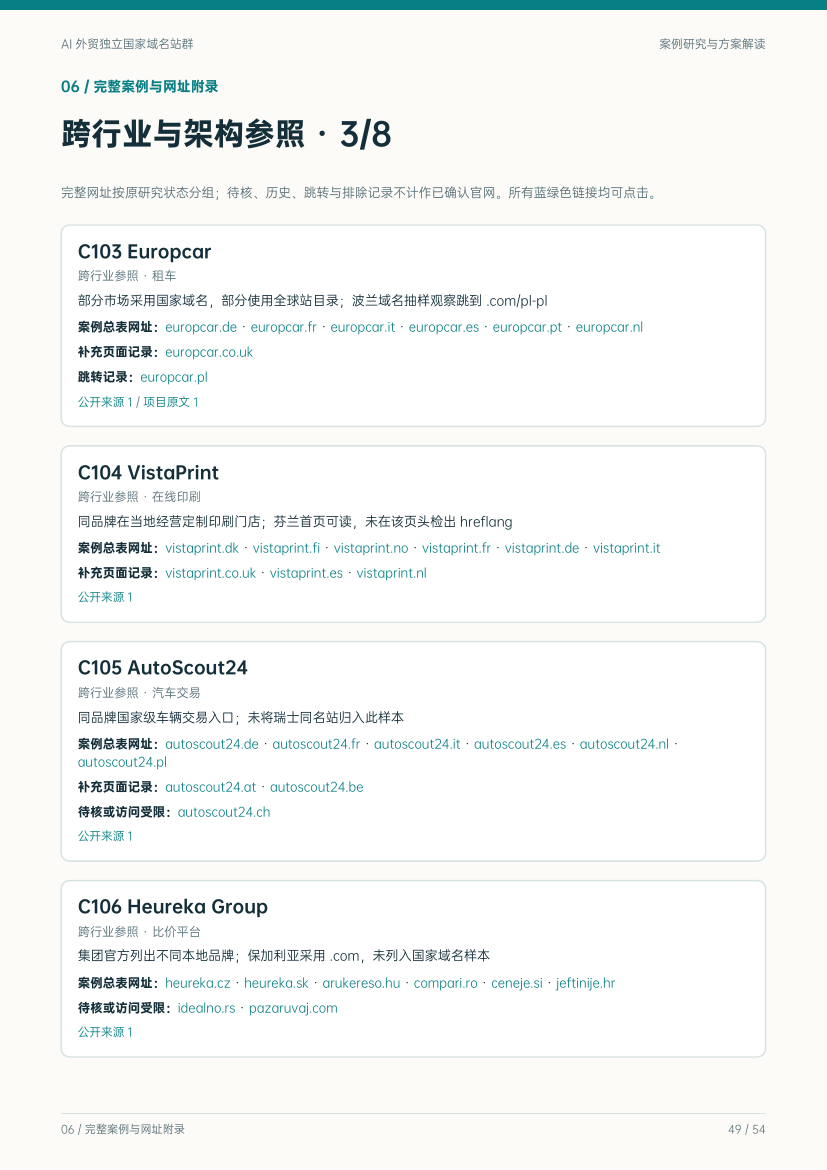 AI 外贸独立国家域名站群
案例研究与方案解读
06 / 完整案例与网址附录
跨行业与架构参照 · 3/8
完整网址按原研究状态分组；待核、历史、跳转与排除记录不计作已确认官网。所有蓝绿色链接均可点击。
C103 Europcar
跨行业参照 · 租车
部分市场采用国家域名，部分使用全球站目录；波兰域名抽样观察跳到 .com/pl-pl
案例总表网址：europcar.de · europcar.fr · europcar.it · europcar.es · europcar.pt · europcar.nl
补充页面记录：europcar.co.uk
跳转记录：europcar.pl
公开来源 1 / 项目原文 1
C104 VistaPrint
跨行业参照 · 在线印刷
同品牌在当地经营定制印刷门店；芬兰首页可读，未在该页头检出 hreflang
案例总表网址：vistaprint.dk · vistaprint.fi · vistaprint.no · vistaprint.fr · vistaprint.de · vistaprint.it
补充页面记录：vistaprint.co.uk · vistaprint.es · vistaprint.nl
公开来源 1
C105 AutoScout24
跨行业参照 · 汽车交易
同品牌国家级车辆交易入口；未将瑞士同名站归入此样本
案例总表网址：autoscout24.de · autoscout24.fr · autoscout24.it · autoscout24.es · autoscout24.nl ·
autoscout24.pl
补充页面记录：autoscout24.at · autoscout24.be
待核或访问受限：autoscout24.ch
公开来源 1
C106 Heureka Group
跨行业参照 · 比价平台
集团官方列出不同本地品牌；保加利亚采用 .com，未列入国家域名样本
案例总表网址：heureka.cz · heureka.sk · arukereso.hu · compari.ro · ceneje.si · jeftinije.hr
待核或访问受限：idealno.rs · pazaruvaj.com
公开来源 1
06 / 完整案例与网址附录
49 / 54